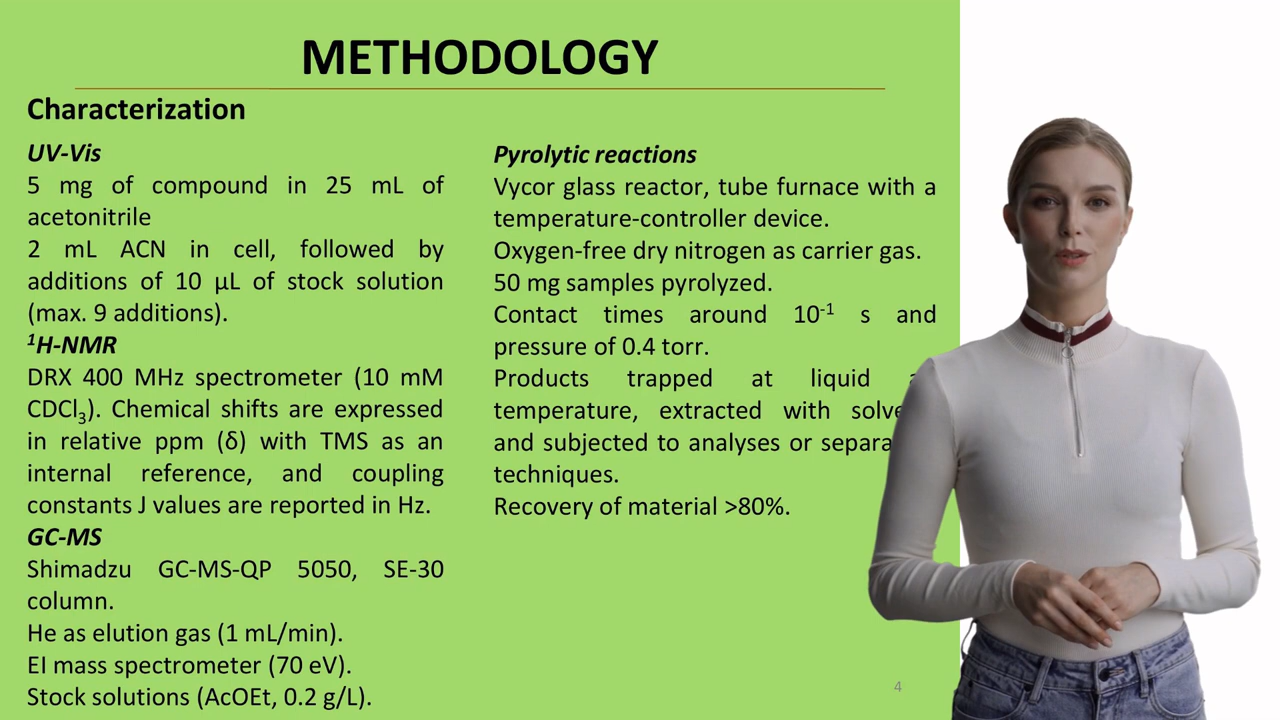 METHODOLOGY
Characterization
UV-Vis
5 mg of compound in 25 mL of
acetonitrile
2 mL ACN in cell, followed by
additions of 10 µL of stock solution
(max. 9 additions).
¹H-NMR
DRX 400 MHz spectrometer (10 mM
CDCl₃). Chemical shifts are expressed
in relative ppm (δ) with TMS as an
internal reference, and coupling
constants J values are reported in Hz.
GC-MS
Shimadzu GC-MS-QP 5050, SE-30
column.
He as elution gas (1 mL/min).
EI mass spectrometer (70 eV).
Stock solutions (AcOEt, 0.2 g/L).
Pyrolytic reactions
Vycor glass reactor, tube furnace with a
temperature-controller device.
Oxygen-free dry nitrogen as carrier gas.
50 mg samples pyrolyzed.
Contact times around 10⁻¹ s and
pressure of 0.4 torr.
Products trapped at liquid
temperature, extracted with
and subjected to analyses or
techniques.
Recovery of material >80%.
4